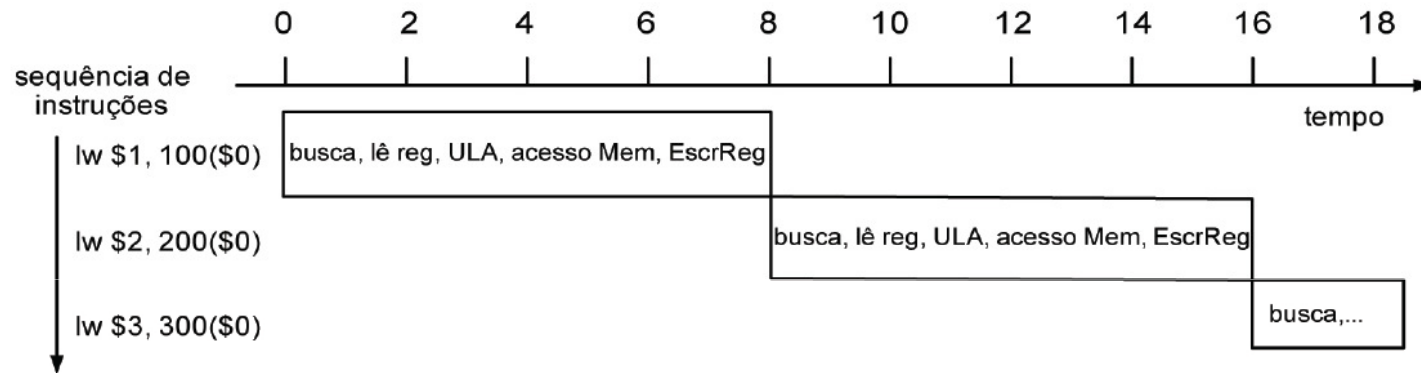 0 2 4 6 8 10 12 14 16 18
sequência de
instruções
tempo
lw $1, 100($0)
busca, lê reg, ULA, acesso Mem, EscrReg
lw $2, 200($0)
busca, lê reg, ULA, acesso Mem, EscrReg
lw $3, 300($0)
busca,...